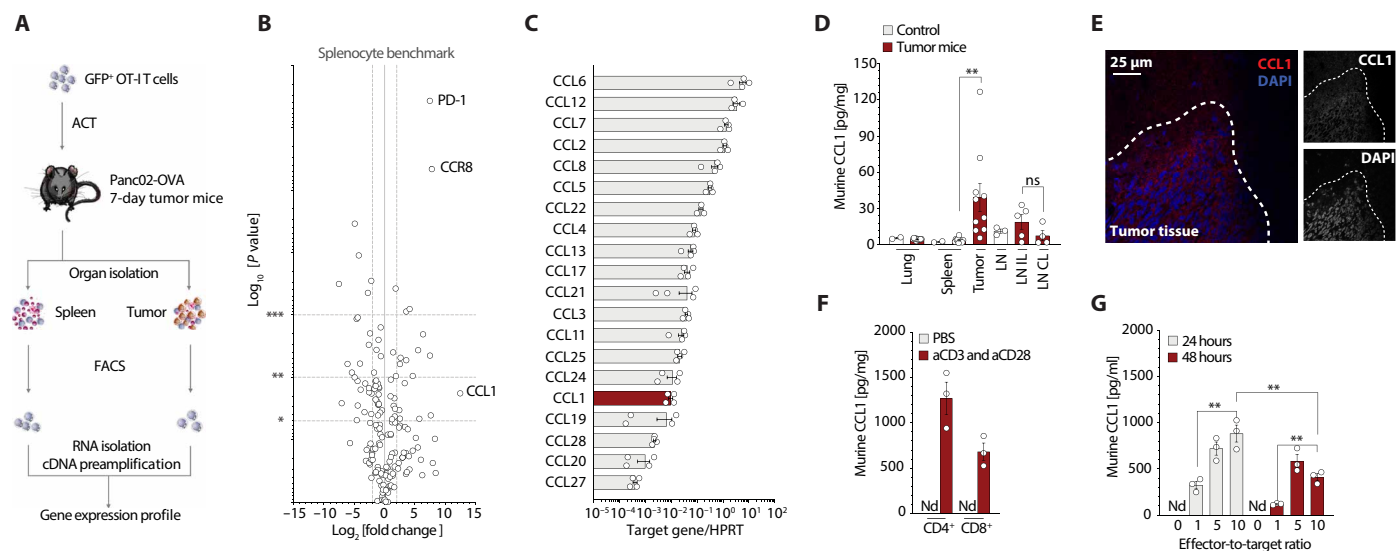 A
GFP+ OT-I T cells
ACT
Panc02-OVA
7-day tumor mice
Organ isolation
Spleen
Tumor
FACS
RNA isolation
cDNA preamplification
Gene expression profile
B
Splenocyte benchmark
PD-1
CCR8
CCL1
Log10 [P value]
***
**
*
−15 −10 −5 0 5 10 15
Log2 [fold change ]
C
CCL6
CCL12
CCL7
CCL2
CCL8
CCL5
CCL22
CCL4
CCL13
CCL17
CCL21
CCL3
CCL11
CCL25
CCL24
CCL1
CCL19
CCL28
CCL20
CCL27
10−5 10−4 10−3 10−2 10−1 100 101 102
Target gene/HPRT
D
Control
Tumor mice
Murine CCL1 [pg/mg]
150
120
90
60
30
0
**
ns
Lung
Spleen
Tumor
LN
LN IL
LN CL
E
25 µm
CCL1
DAPI
Tumor tissue
CCL1
DAPI
F
PBS
aCD3 and aCD28
Murine CCL1 [pg/mg]
2000
1500
1000
500
0
Nd Nd
CD4+ CD8+
G
24 hours
48 hours
Murine CCL1 [pg/ml]
2000
1500
1000
500
0
**
**
**
Nd Nd
0 1 5 10 0 1 5 10
Effector-to-target ratio